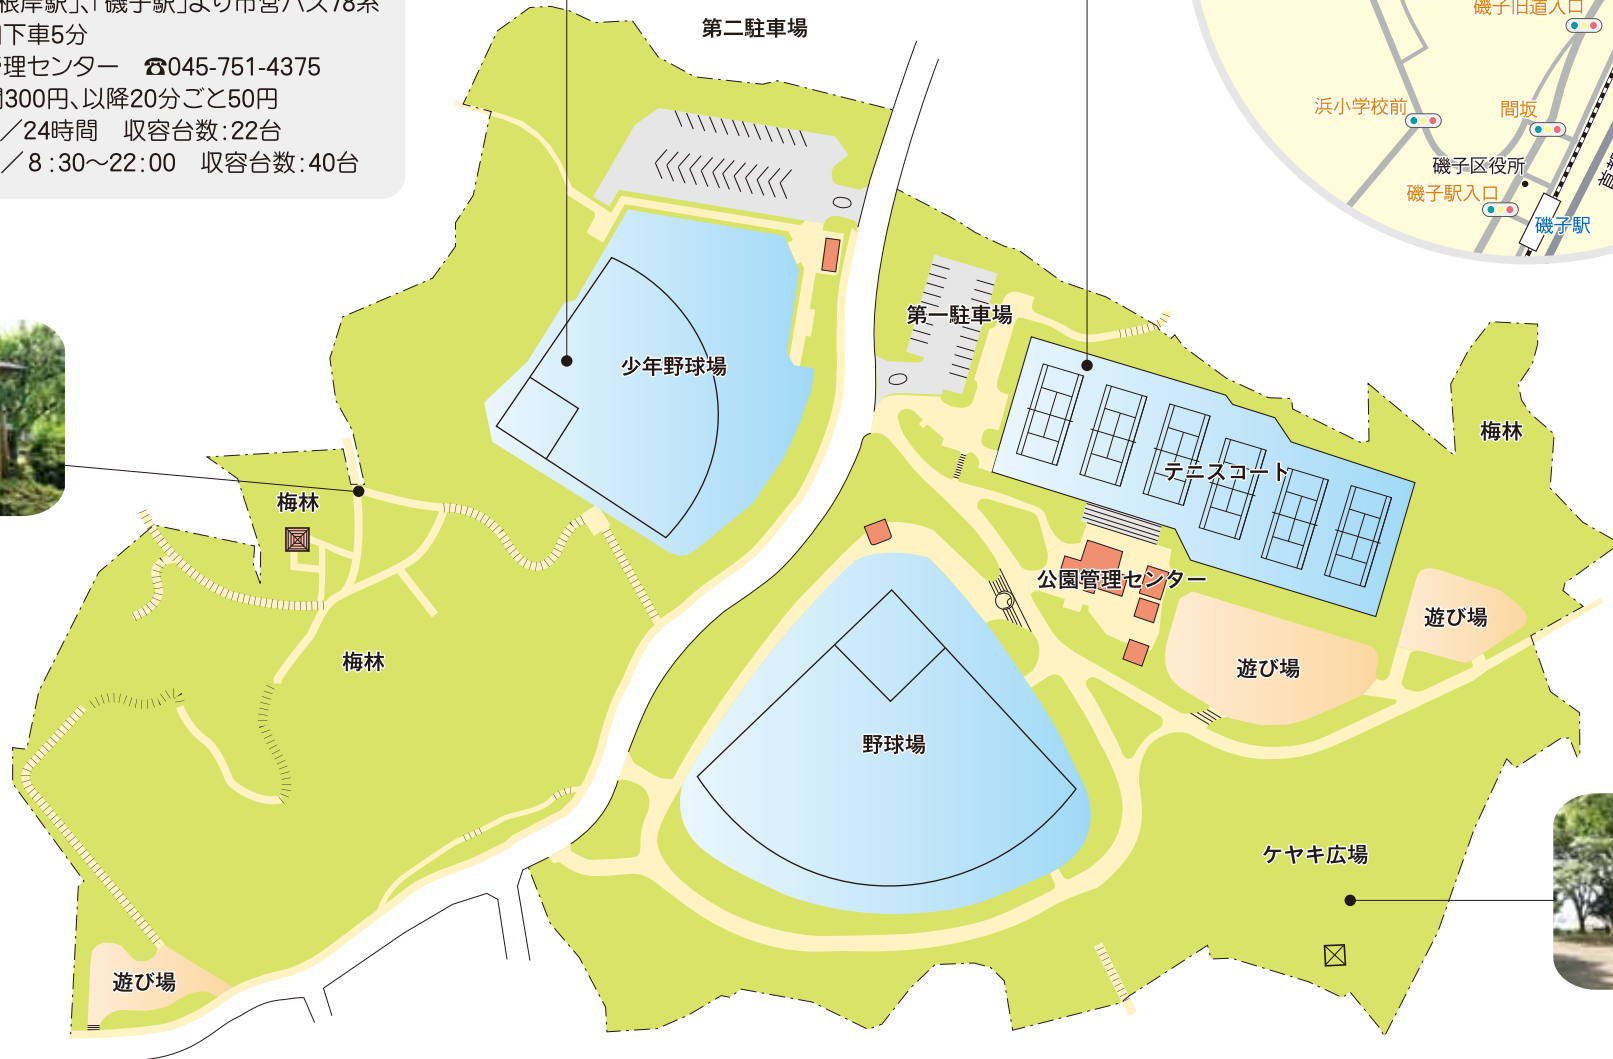 根岸駅」、「磯子駅」より市営バス78系
下車5分
理センター ☎045-751-4375
間300円、以降20分ごと50円
／24時間 収容台数:22台
／8:30〜22:00 収容台数:40台
第二駐車場
磯子旧道入口
浜小学校前
間坂
磯子区役所
磯子駅入口
磯子駅
第一駐車場
少年野球場
梅林
テニスコート
梅林
公園管理センター
遊び場
梅林
遊び場
野球場
ケヤキ広場
遊び場